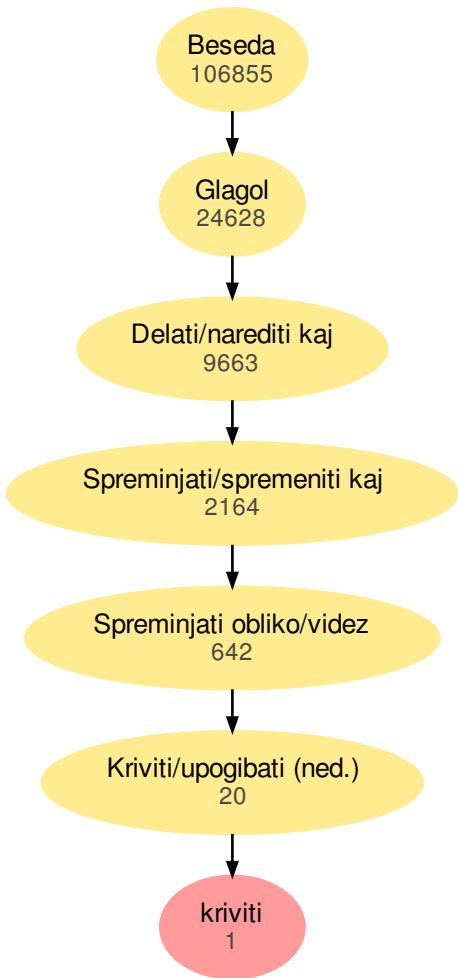 Beseda
106855
Glagol
24628
Delati/narediti kaj
9663
Spreminjati/spremeniti kaj
2164
Spreminjati obliko/videz
642
Kriviti/upogibati (ned.)
20
kriviti
1